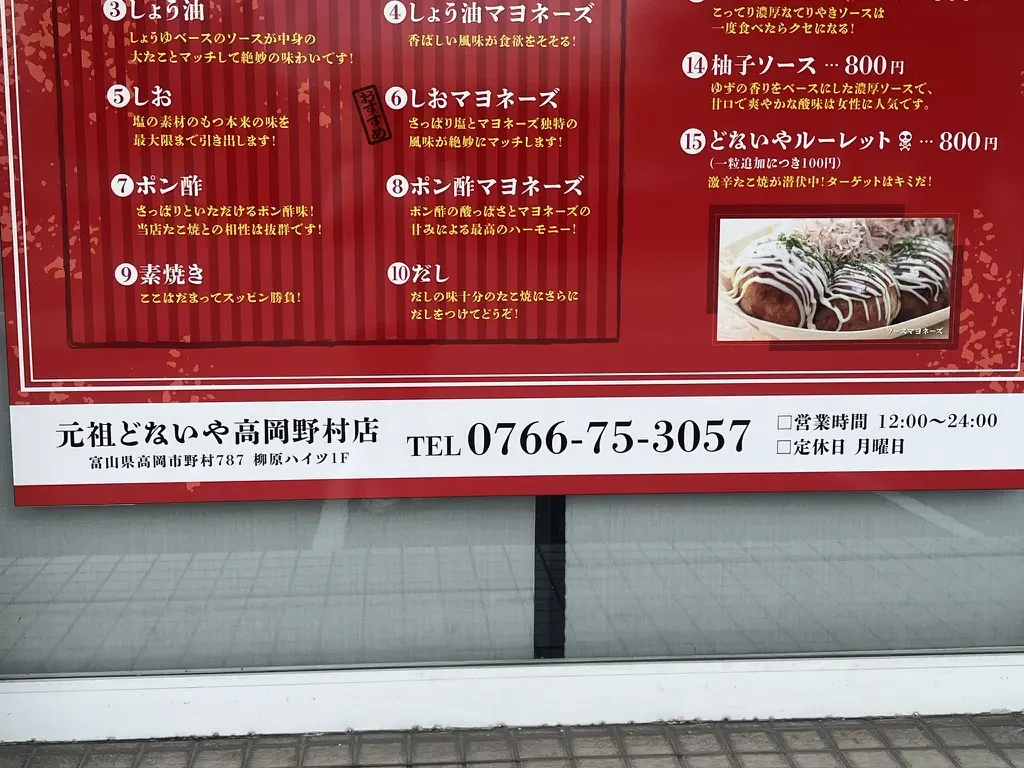 ③しょう油
しょうゆベースのソースが中身の
大たことマッチして絶妙の味わいです!
④しょう油マヨネーズ
香ばしい風味が食欲をそそる!
⑤しお
塩の素材のもつ本来の味を
最大限まで引き出します!
おすすめ
⑥しおマヨネーズ
さっぱり塩とマヨネーズ独特の
風味が絶妙にマッチします!
⑦ポン酢
さっぱりといただけるポン酢味!
当店たこ焼との相性は抜群です!
⑧ポン酢マヨネーズ
ポン酢の酸っぱさとマヨネーズの
甘みによる最高のハーモニー!
⑨素焼き
ここはだまってスッピン勝負!
⑩だし
だしの味十分のたこ焼にさらに
だしをつけてどうぞ!
こってり濃厚なてりやきソースは
一度食べたらクセになる!
⑭柚子ソース…800円
ゆずの香りをベースにした濃厚ソースで、
甘口で爽やかな酸味は女性に人気です。
⑮どないやルーレット☠…800円
(一粒追加につき100円)
激辛たこ焼が潜伏中!ターゲットはキミだ!
ソースマヨネーズ
元祖どないや高岡野村店
富山県高岡市野村787 柳原ハイツ1F
TEL0766-75-3057
□営業時間 12:00〜24:00
□定休日 月曜日